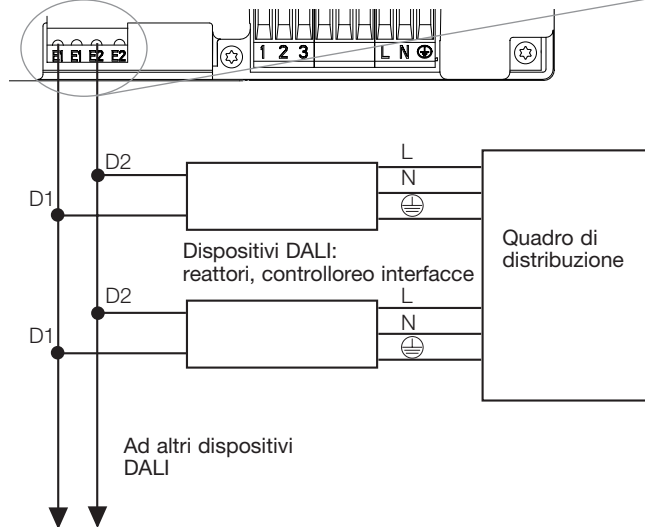 E1 E1 E2 E2
1 2 3 L N
D2
D1
L
N
Quadro di
distribuzione
Dispositivi DALI:
reattori, controlloreo interfacce
D2
D1
L
N
Ad altri dispositivi
DALI